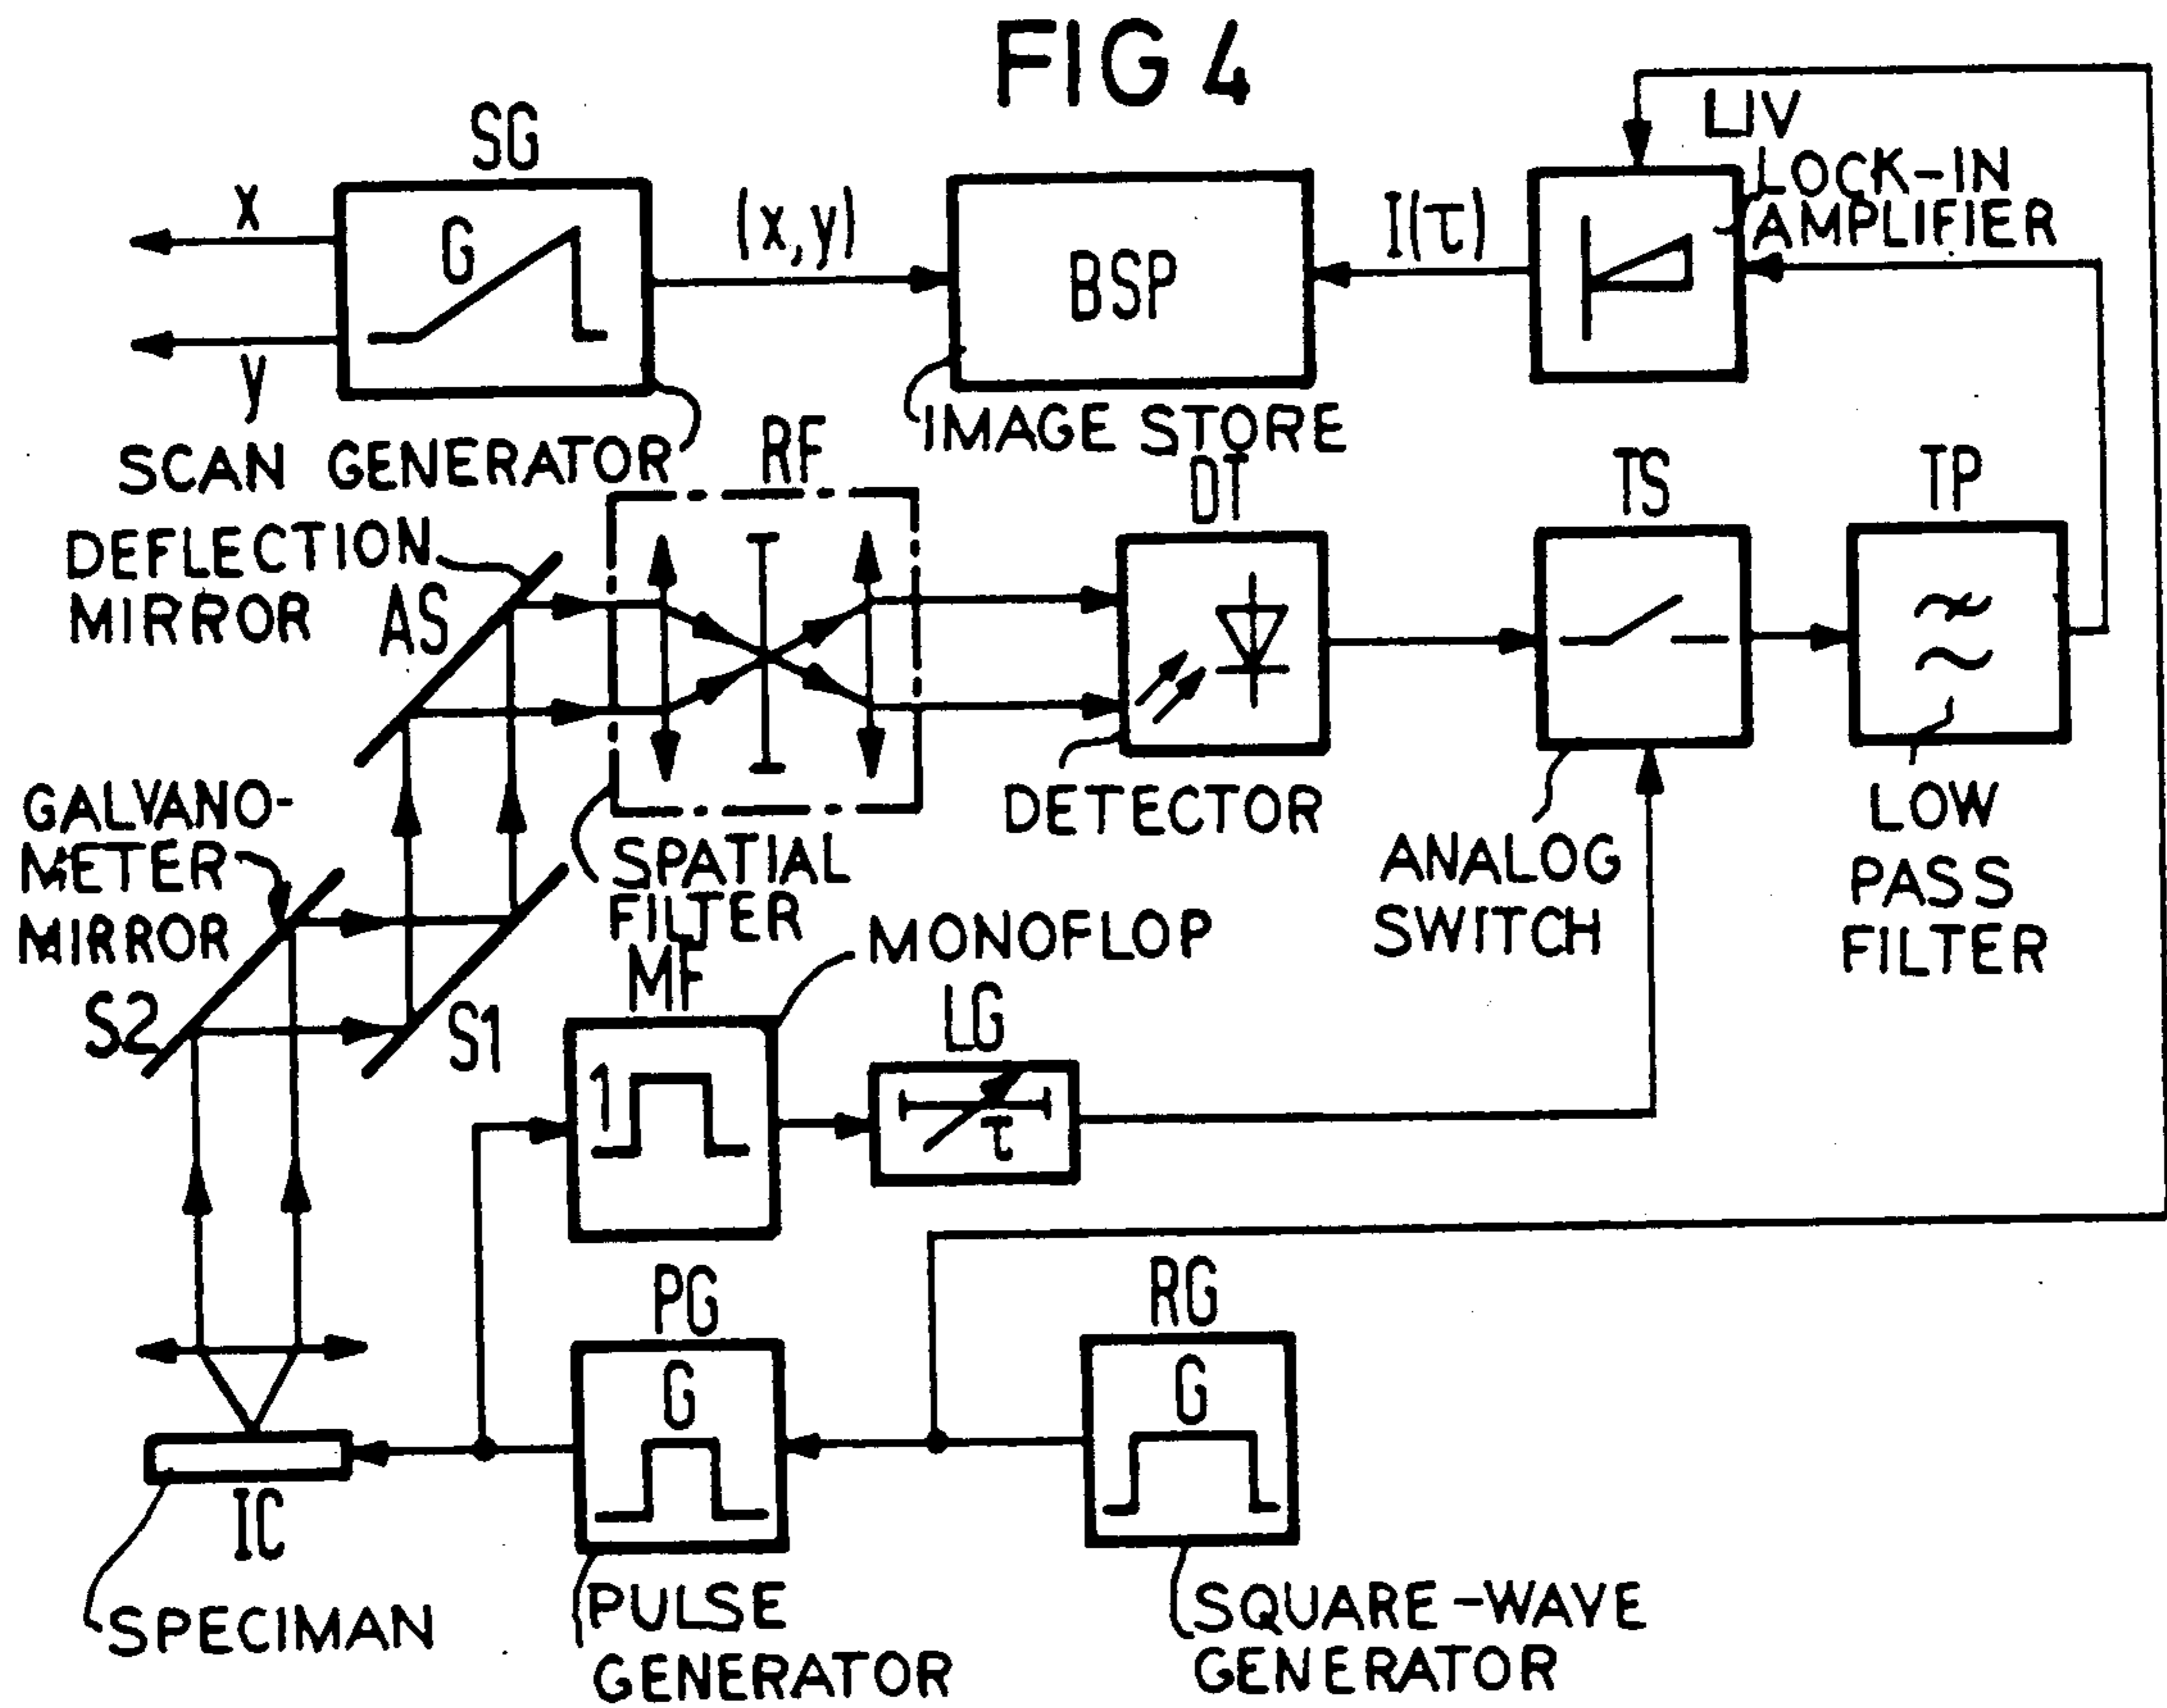 FIG 4
SG
X
Y
G
(x,y)
BSP
I(τ)
LIV
LOCK-IN
AMPLIFIER
SCAN GENERATOR
IMAGE STORE
DEFLECTION
MIRROR
AS
RF
DT
TS
TP
GALVANO-
METER
MIRROR
S2
S1
SPATIAL
FILTER
DETECTOR
ANALOG
SWITCH
LOW
PASS
FILTER
MF
MONOFLOP
1
LG
τ
PG
G
RG
G
IC
SPECIMAN
PULSE
GENERATOR
SQUARE-WAVE
GENERATOR